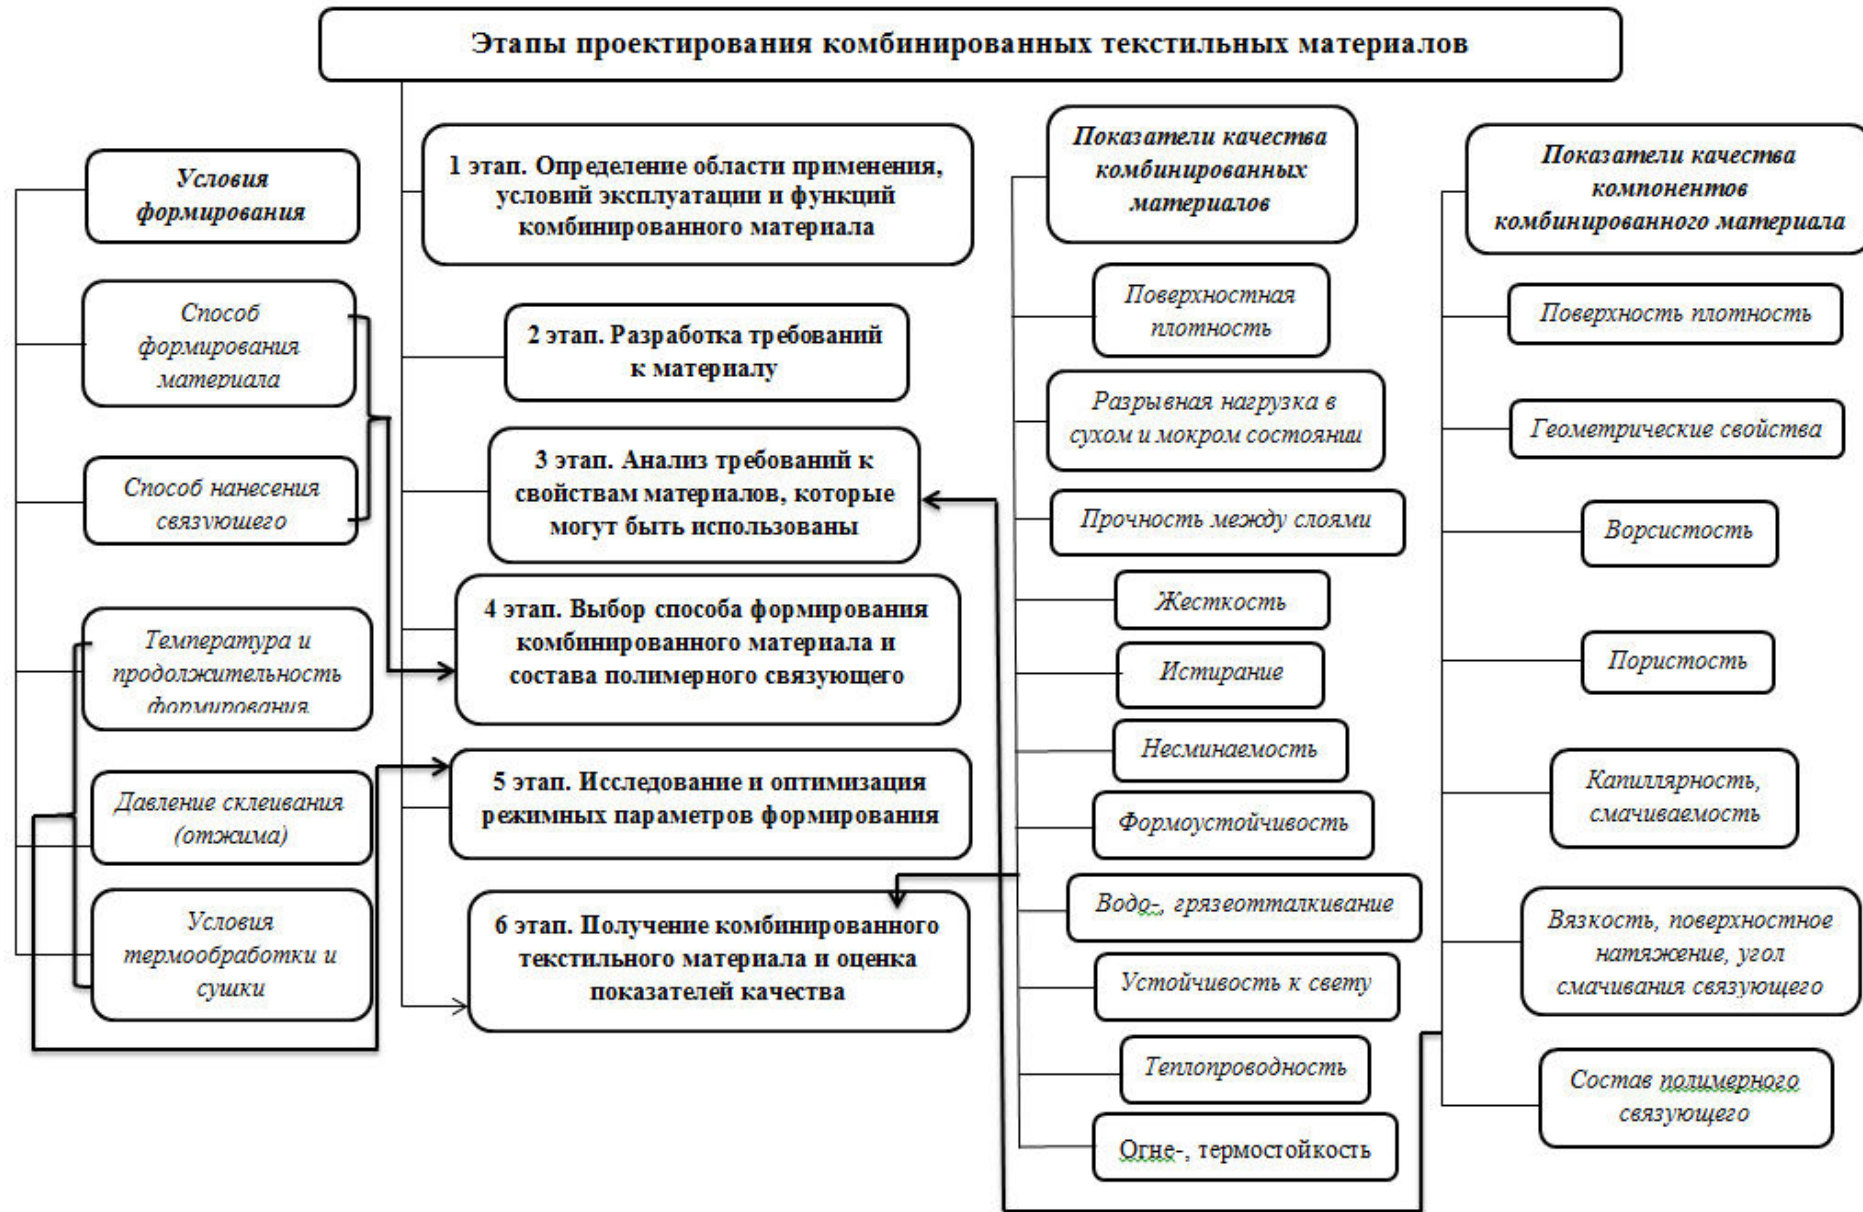 Этапы проектирования комбинированных текстильных материалов
Условия
формирования
Способ
формирования
материала
Способ нанесения
связующего
Температура и
продолжительность
формирования
Давление склеивания
(отжима)
Условия
термообработки и
сушки
1 этап. Определение области применения,
условий эксплуатации и функций
комбинированного материала
2 этап. Разработка требований
к материалу
3 этап. Анализ требований к
свойствам материалов, которые
могут быть использованы
4 этап. Выбор способа формирования
комбинированного материала и
состава полимерного связующего
5 этап. Исследование и оптимизация
режимных параметров формирования
6 этап. Получение комбинированного
текстильного материала и оценка
показателей качества
Показатели качества
комбинированных
материалов
Поверхностная
плотность
Разрывная нагрузка в
сухом и мокром состоянии
Прочность между слоями
Жесткость
Истирание
Несминаемость
Формоустойчивость
Водо-, грязеотталкивание
Устойчивость к свету
Теплопроводность
Огне-, термостойкость
Показатели качества
компонентов
комбинированного материала
Поверхность плотность
Геометрические свойства
Ворсистость
Пористость
Капиллярность,
смачиваемость
Вязкость, поверхностное
натяжение, угол
смачивания связующего
Состав полимерного
связующего